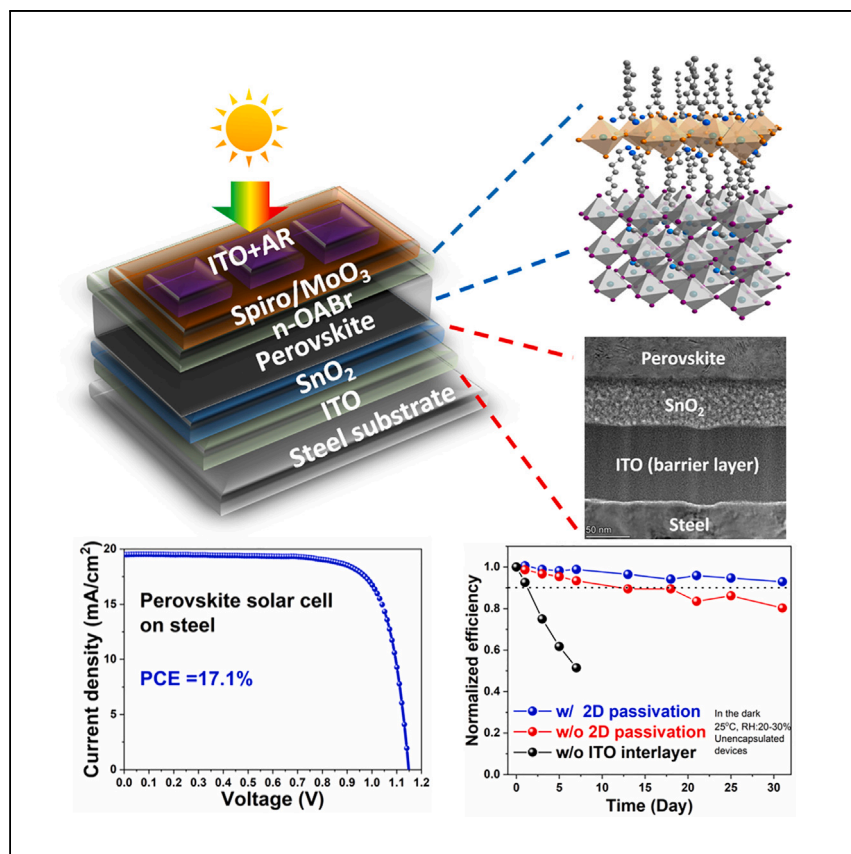 ITO+AR
Spiro/MoO₃
n-OABr
Perovskite
SnO₂
ITO
Steel substrate
Perovskite
SnO₂
ITO (barrier layer)
50 nm
Steel
Current density (mA/cm²)
20
15
10
5
0
Perovskite solar cell
on steel
PCE =17.1%
0.0 0.1 0.2 0.3 0.4 0.5 0.6 0.7 0.8 0.9 1.0 1.1 1.2
Voltage (V)
Normalized efficiency
1.0
0.8
0.6
0.4
0.2
0.0
w/ 2D passivation
w/o 2D passivation
w/o ITO interlayer
In the dark
25°C, RH:20-30%
Unencapsulated
devices
0 5 10 15 20 25 30
Time (Day)